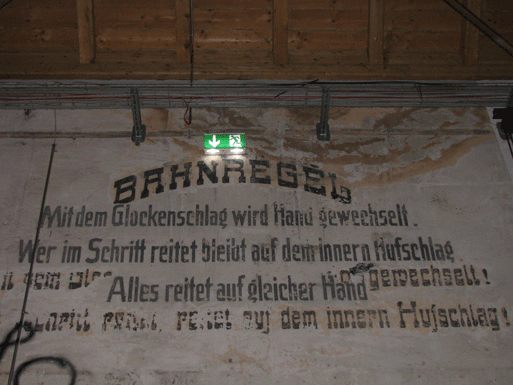 BAHNREGEL
Mit dem Glockenschlag wird Hand gewechselt.
Wer im Schritt reitet bleibt auf dem innern Hufschlag.
gewechselt!
Alles reitet auf gleicher Hand!
reitet auf dem innern Hufschlag!